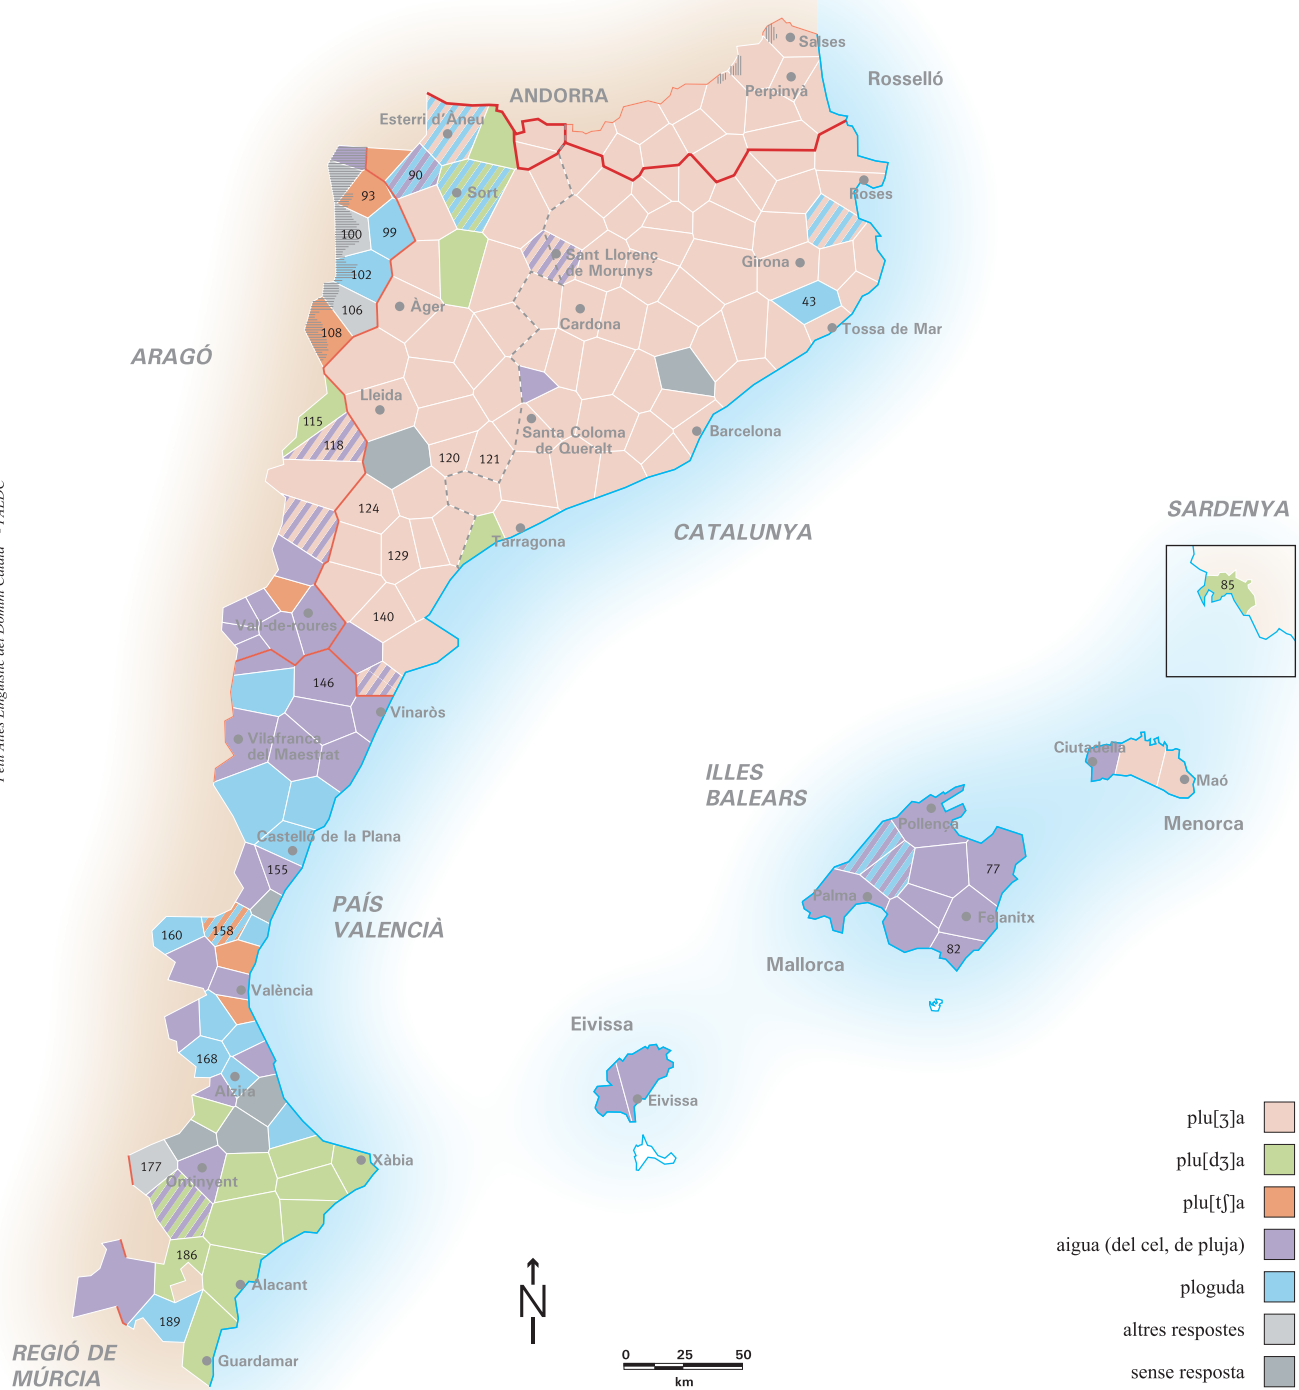 Salses
Perpinyà
Rosselló
ANDORRA
Esterri d'Àneu
90
93
Sort
Roses
100
99
Sant Llorenç
de Morunys
Girona
102
43
106
Àger
Cardona
108
Tossa de Mar
ARAGÓ
Lleida
115
118
Santa Coloma
de Queralt
Barcelona
120
121
124
Tarragona
CATALUNYA
SARDENYA
129
85
140
Vall-de-roures
146
Vinaròs
Vilafranca
del Maestrat
Ciutadella
Maó
Menorca
ILLES
BALEARS
Pollença
Castelló de la Plana
155
77
Palma
Felanitx
82
PAÍS
VALENCIÀ
158
160
Mallorca
València
Eivissa
168
Alzira
Eivissa
177
Xàbia
Ontinyent
186
Alacant
189
Guardamar
REGIÓ DE
MÚRCIA
N
0 25 50
km
plu[ʒ]a
plu[dʒ]a
plu[tʃ]a
aigua (del cel, de pluja)
ploguda
altres respostes
sense resposta